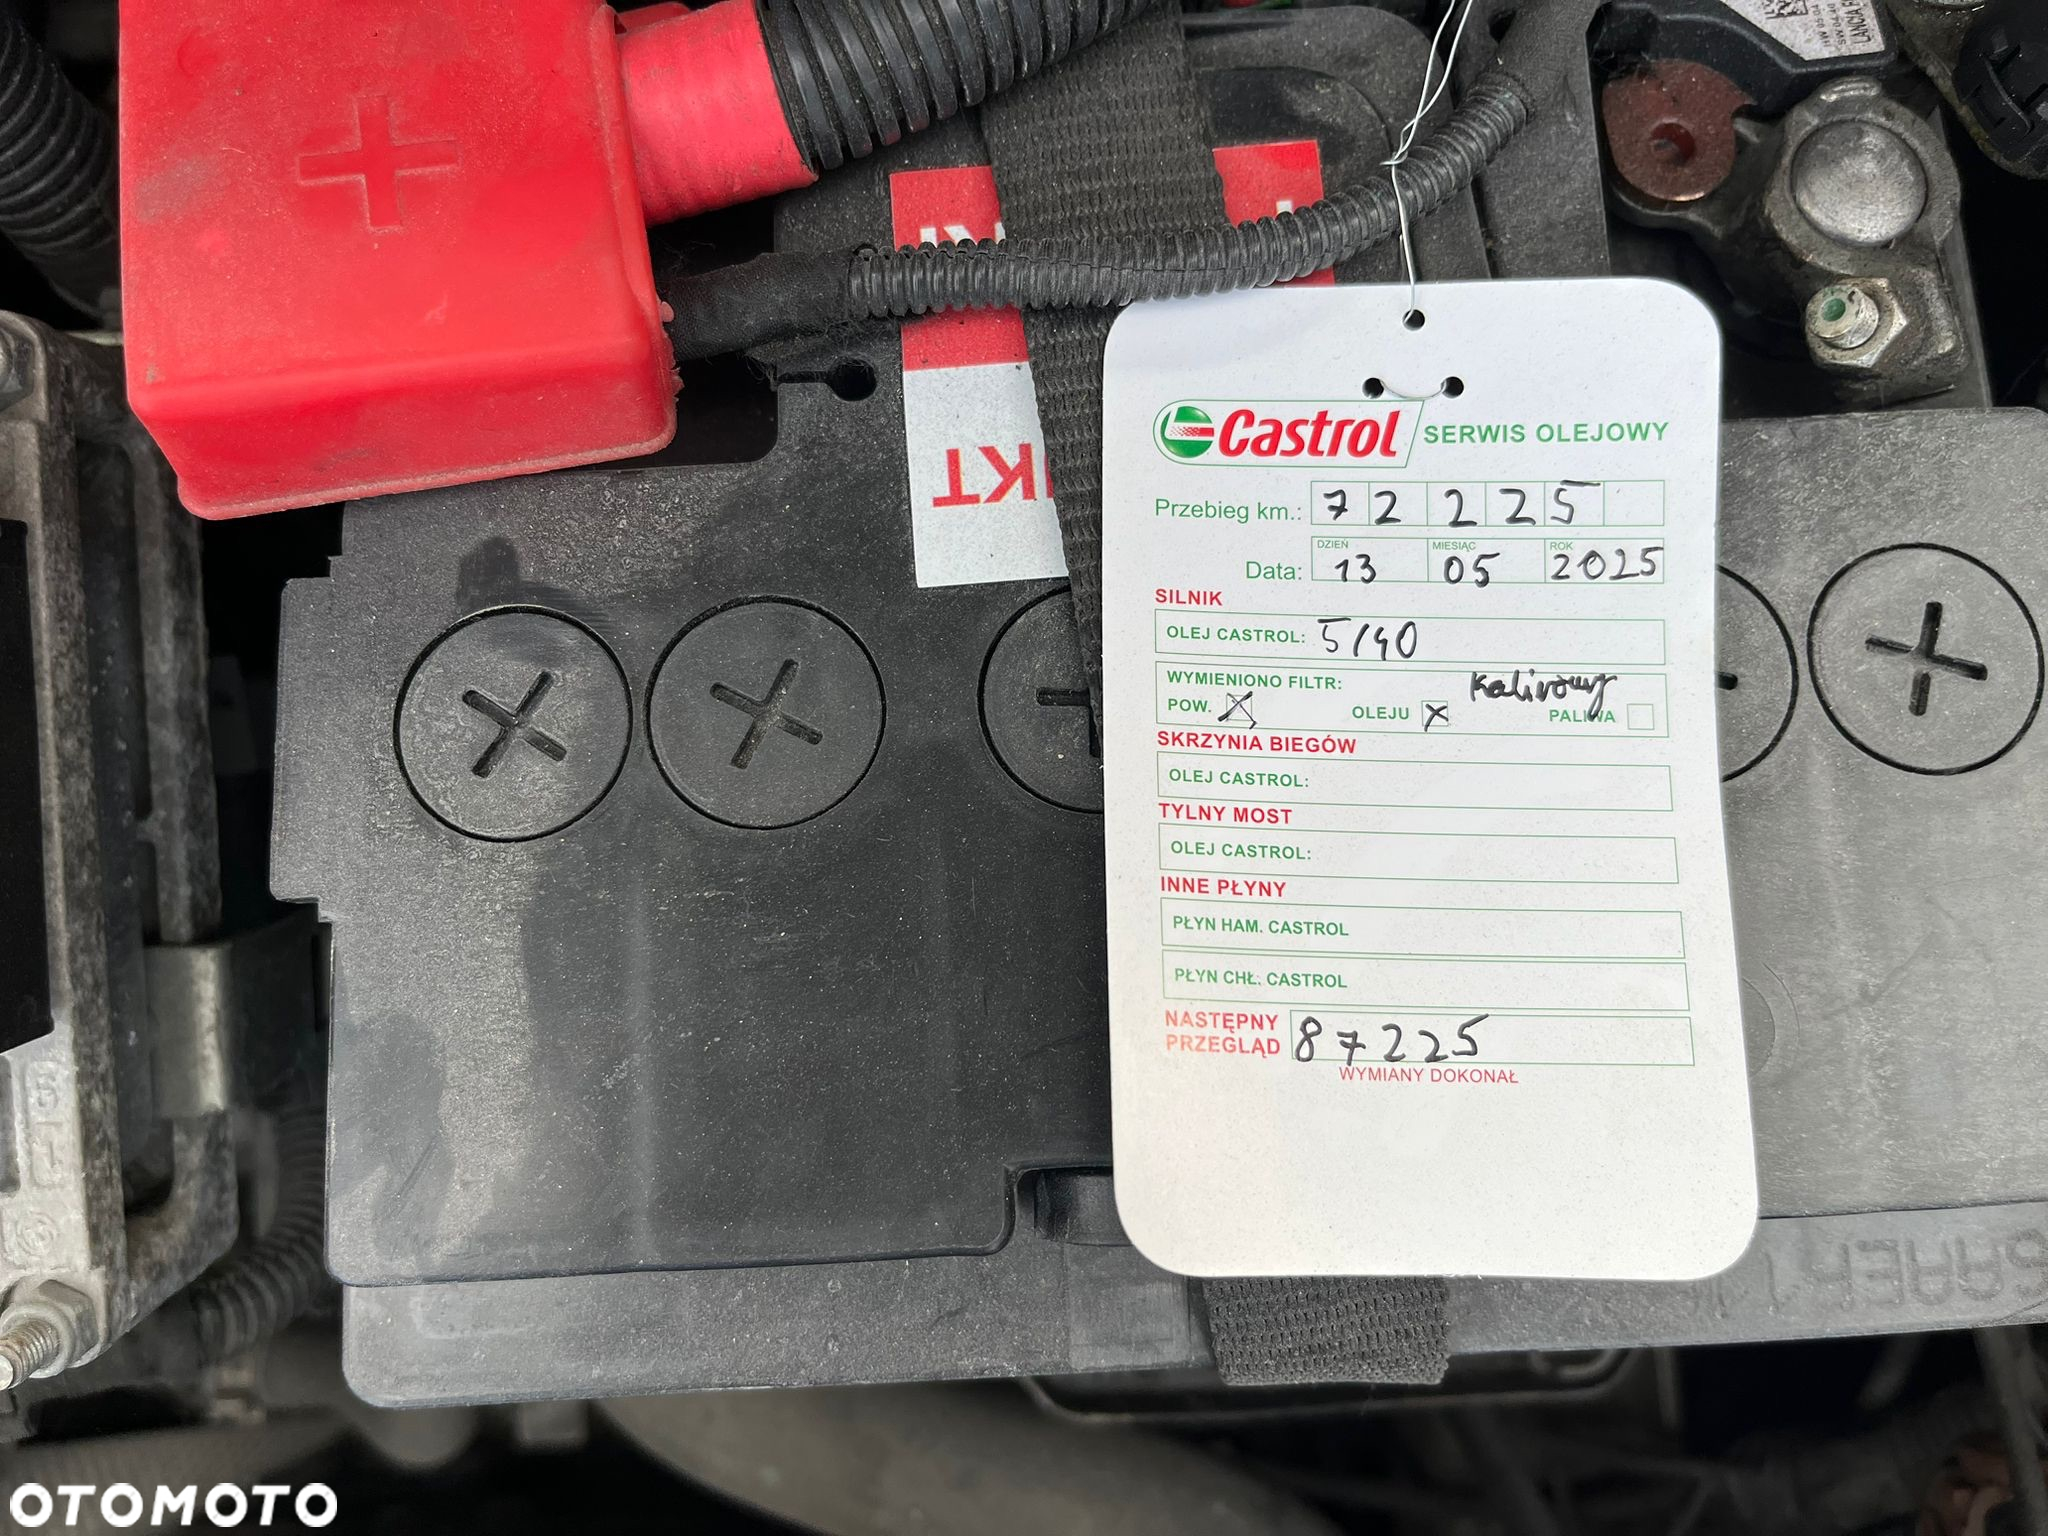 Castrol SERWIS OLEJOWY
Przebieg km.: 72225
DZIEŃ MIESIĄC ROK
Data: 13 05 2025
SILNIK
OLEJ CASTROL: 5/40
WYMIENIONO FILTR:
POW. X OLEJU X PALIWA
SKRZYNIA BIEGÓW
OLEJ CASTROL:
TYLNY MOST
OLEJ CASTROL:
INNE PŁYNY
PŁYN HAM. CASTROL
PŁYN CHŁ. CASTROL
NASTĘPNY
PRZEGLĄD 87225
WYMIANY DOKONAŁ
OTOMOTO